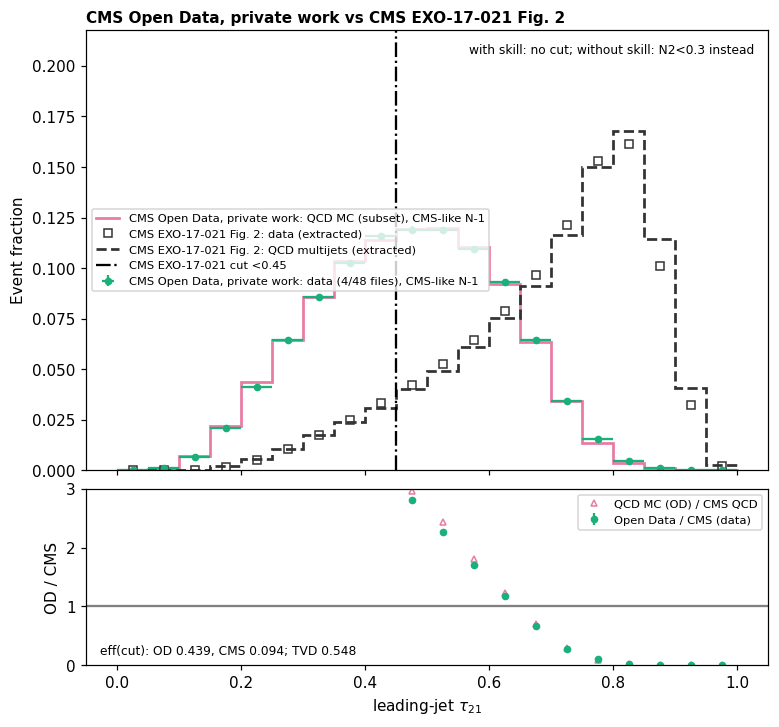 CMS Open Data, private work vs CMS EXO-17-021 Fig. 2
with skill: no cut; without skill: N2<0.3 instead
0.200
0.175
0.150
0.125
0.100
0.075
0.050
0.025
0.000
Event fraction
CMS Open Data, private work: QCD MC (subset), CMS-like N-1
CMS EXO-17-021 Fig. 2: data (extracted)
CMS EXO-17-021 Fig. 2: QCD multijets (extracted)
CMS EXO-17-021 cut <0.45
CMS Open Data, private work: data (4/48 files), CMS-like N-1
3
2
1
0
OD / CMS
QCD MC (OD) / CMS QCD
Open Data / CMS (data)
eff(cut): OD 0.439, CMS 0.094; TVD 0.548
0.0 0.2 0.4 0.6 0.8 1.0
leading-jet τ21